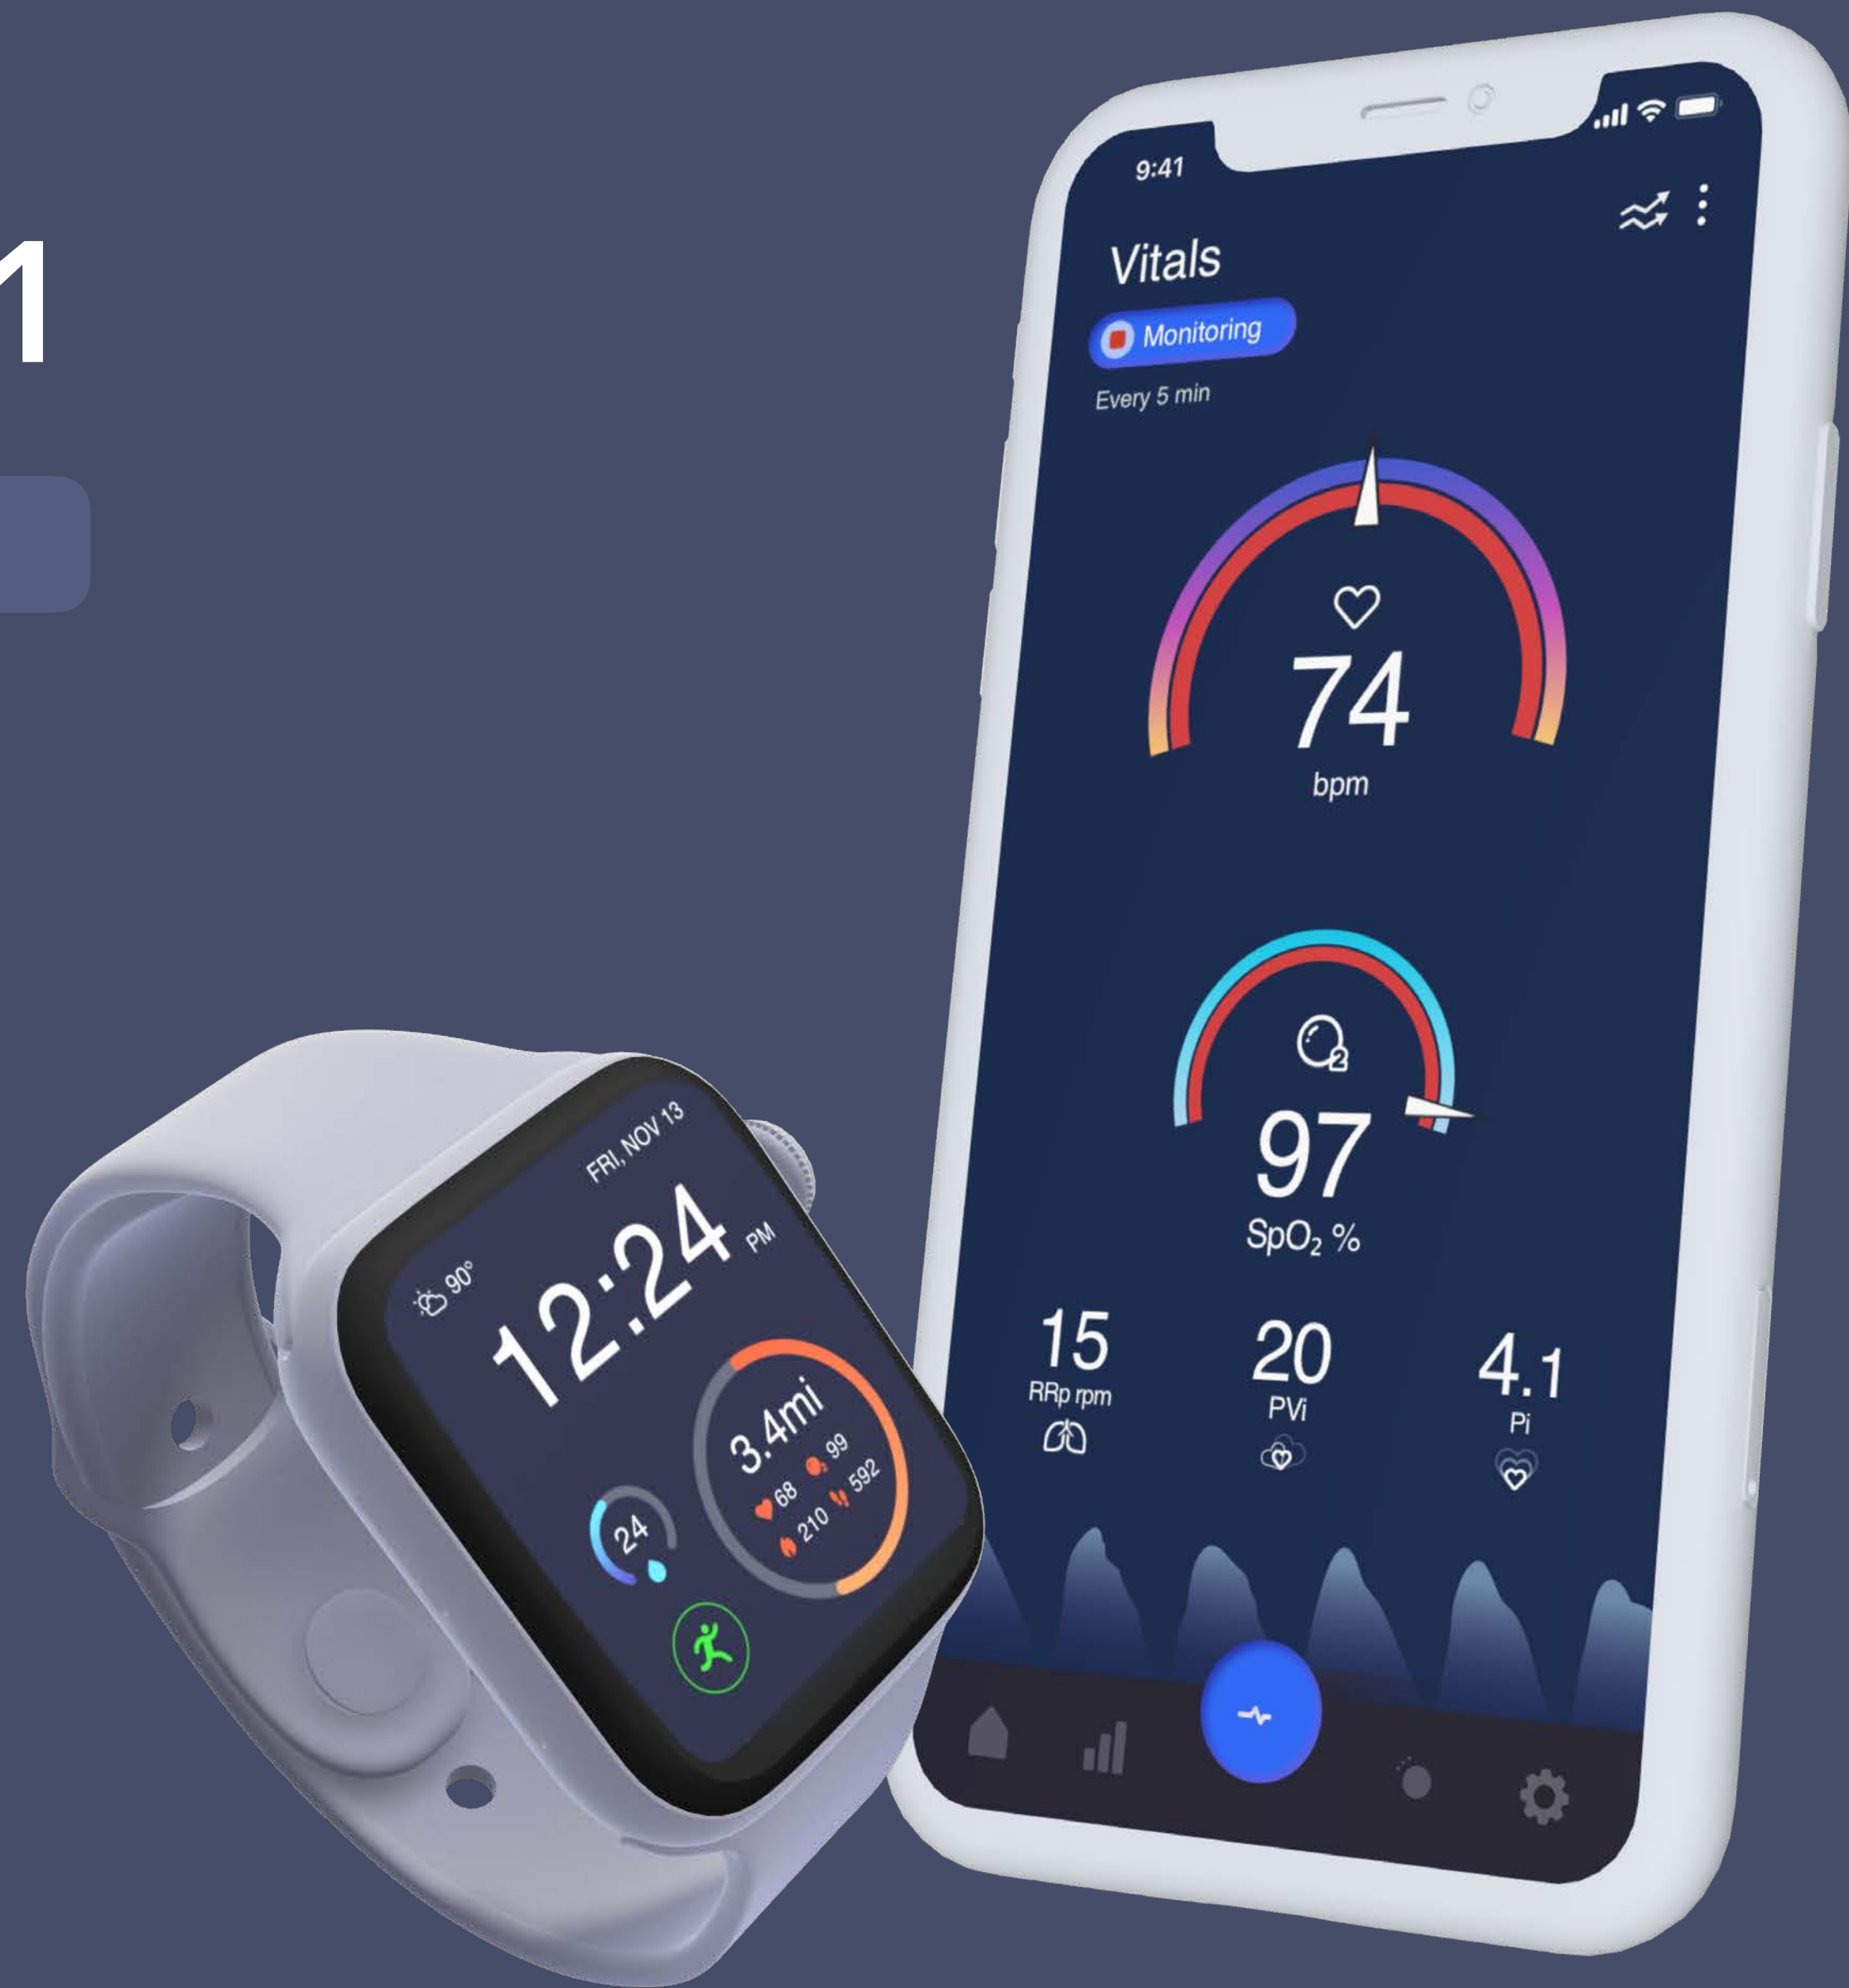 1
9:41
Vitals
Monitoring
Every 5 min
74
bpm
2
97
SpO₂ %
15
RRp rpm
20
PVi
4.1
Pi
FRI, NOV 13
90°
12:24 PM
3.4mi
68 99
210 592
24